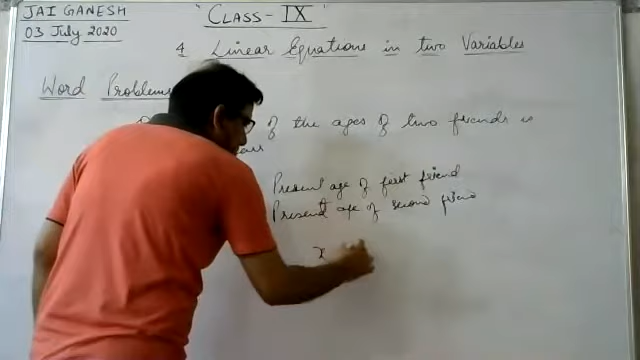 JAI GANESH
03 July 2020
CLASS - IX
4 Linear Equations in two Variables
Word Problems
of the ages of two friends is
Present age of first friend
Present age of second friend
x